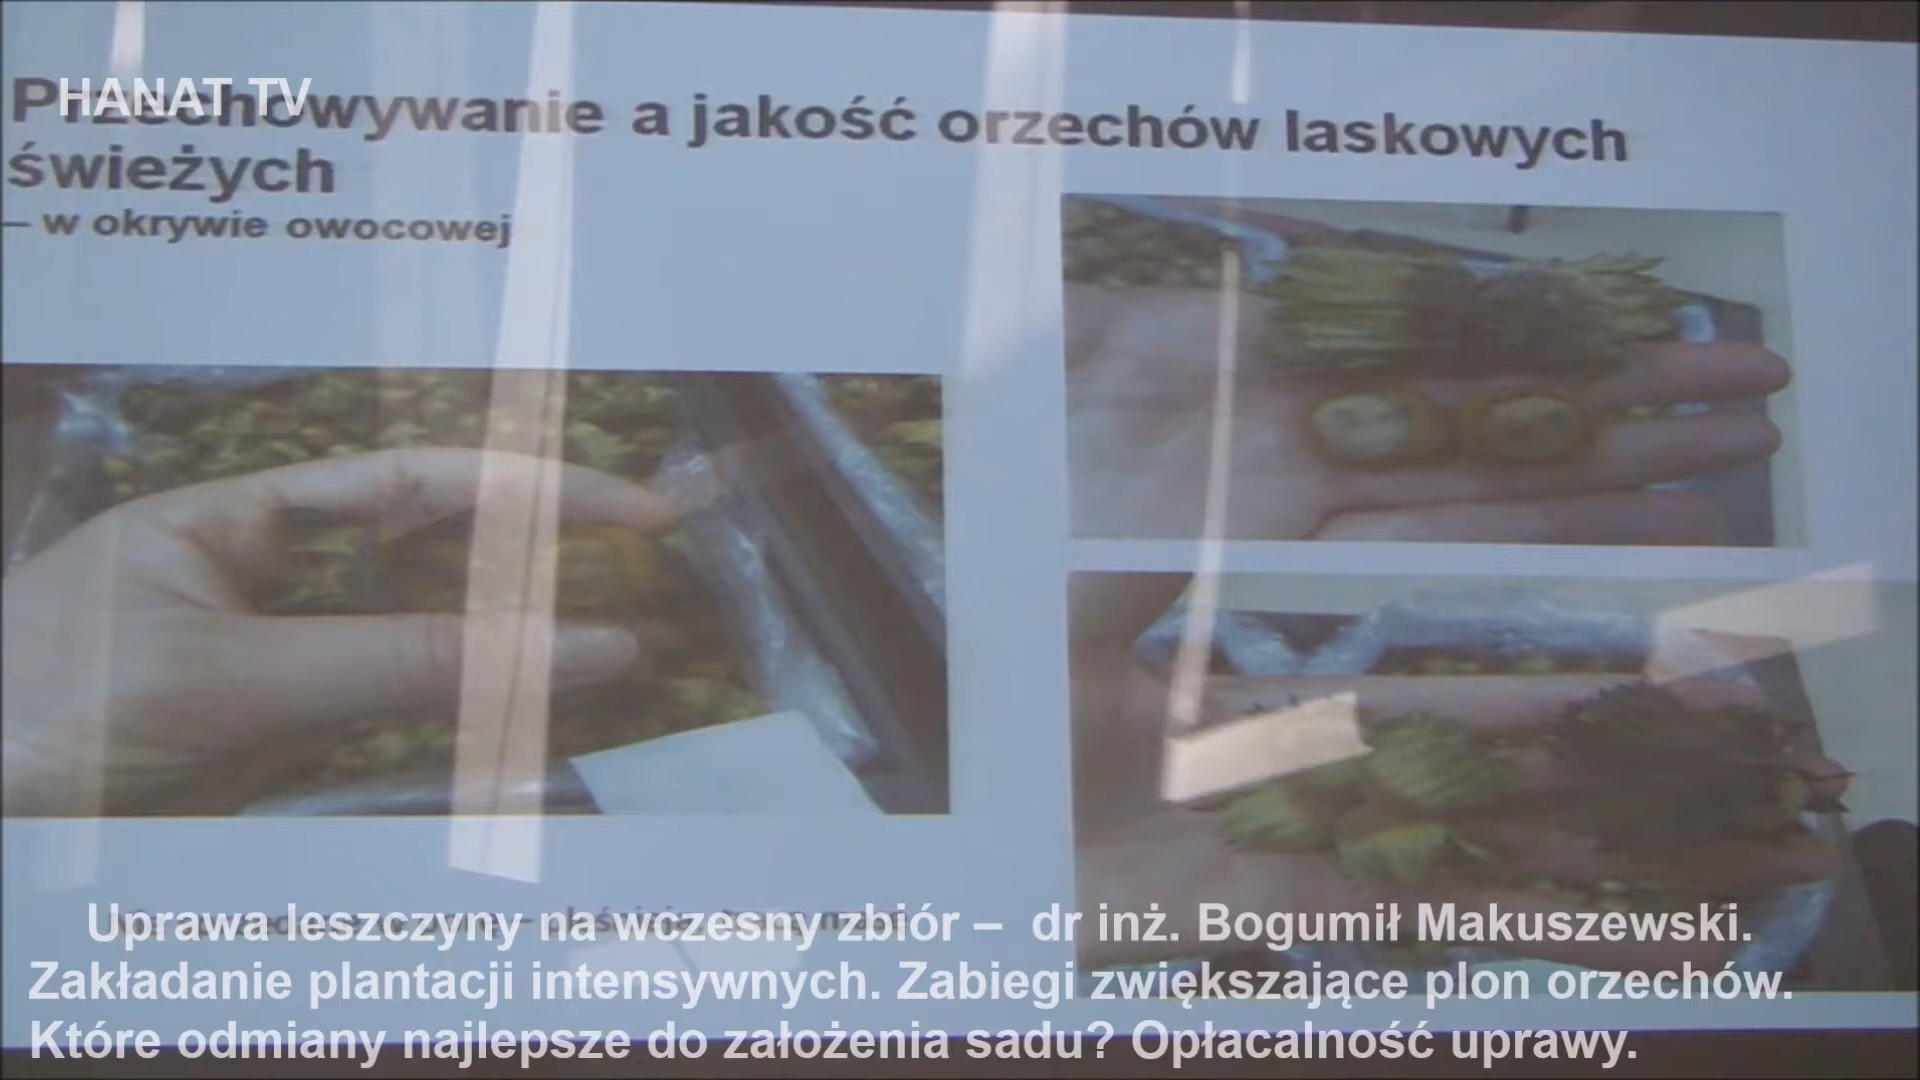 HANAT TV
Przechowywanie a jakość orzechów laskowych
świeżych
– w okrywie owocowej
Uprawa leszczyny na wczesny zbiór – dr inż. Bogumił Makuszewski.
Zakładanie plantacji intensywnych. Zabiegi zwiększające plon orzechów.
Które odmiany najlepsze do założenia sadu? Opłacalność uprawy.